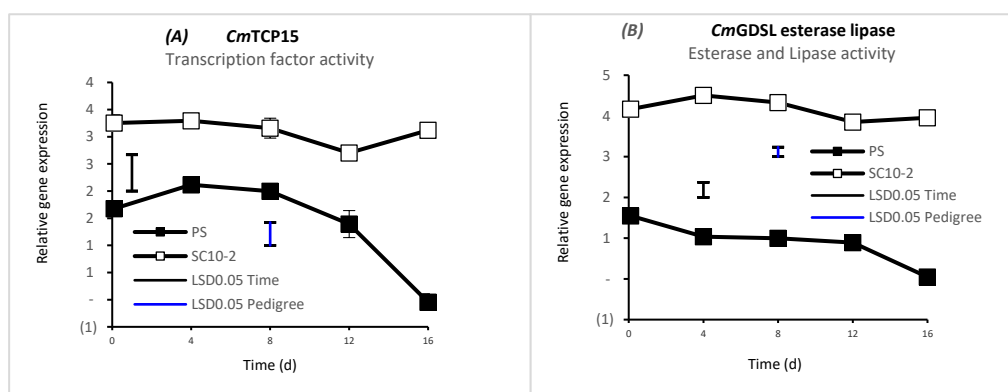 (A) CmTCP15
Transcription factor activity
Relative gene expression
4
4
3
3
2
2
1
1
-
(1)
PS
SC10-2
LSD0.05 Time
LSD0.05 Pedigree
0 4 8 12 16
Time (d)
(B) CmGDSL esterase lipase
Esterase and Lipase activity
Relative gene expression
5
4
3
2
1
-
(1)
PS
SC10-2
LSD0.05 Time
LSD0.05 Pedigree
0 4 8 12 16
Time (d)